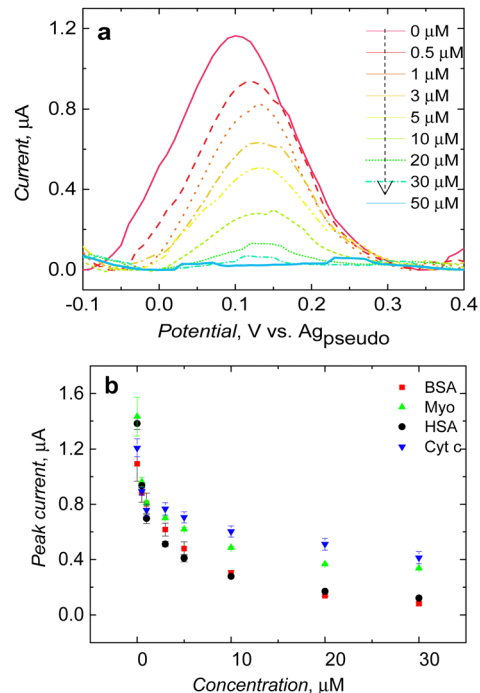 a
0 µM
0.5 µM
1 µM
3 µM
5 µM
10 µM
20 µM
30 µM
50 µM
Current, µA
1.2
0.8
0.4
0.0
-0.1 0.0 0.1 0.2 0.3 0.4
Potential, V vs. Agpseudo
b
BSA
Myo
HSA
Cyt c
Peak current, µA
1.6
1.2
0.8
0.4
0.0
0 10 20 30
Concentration, µM